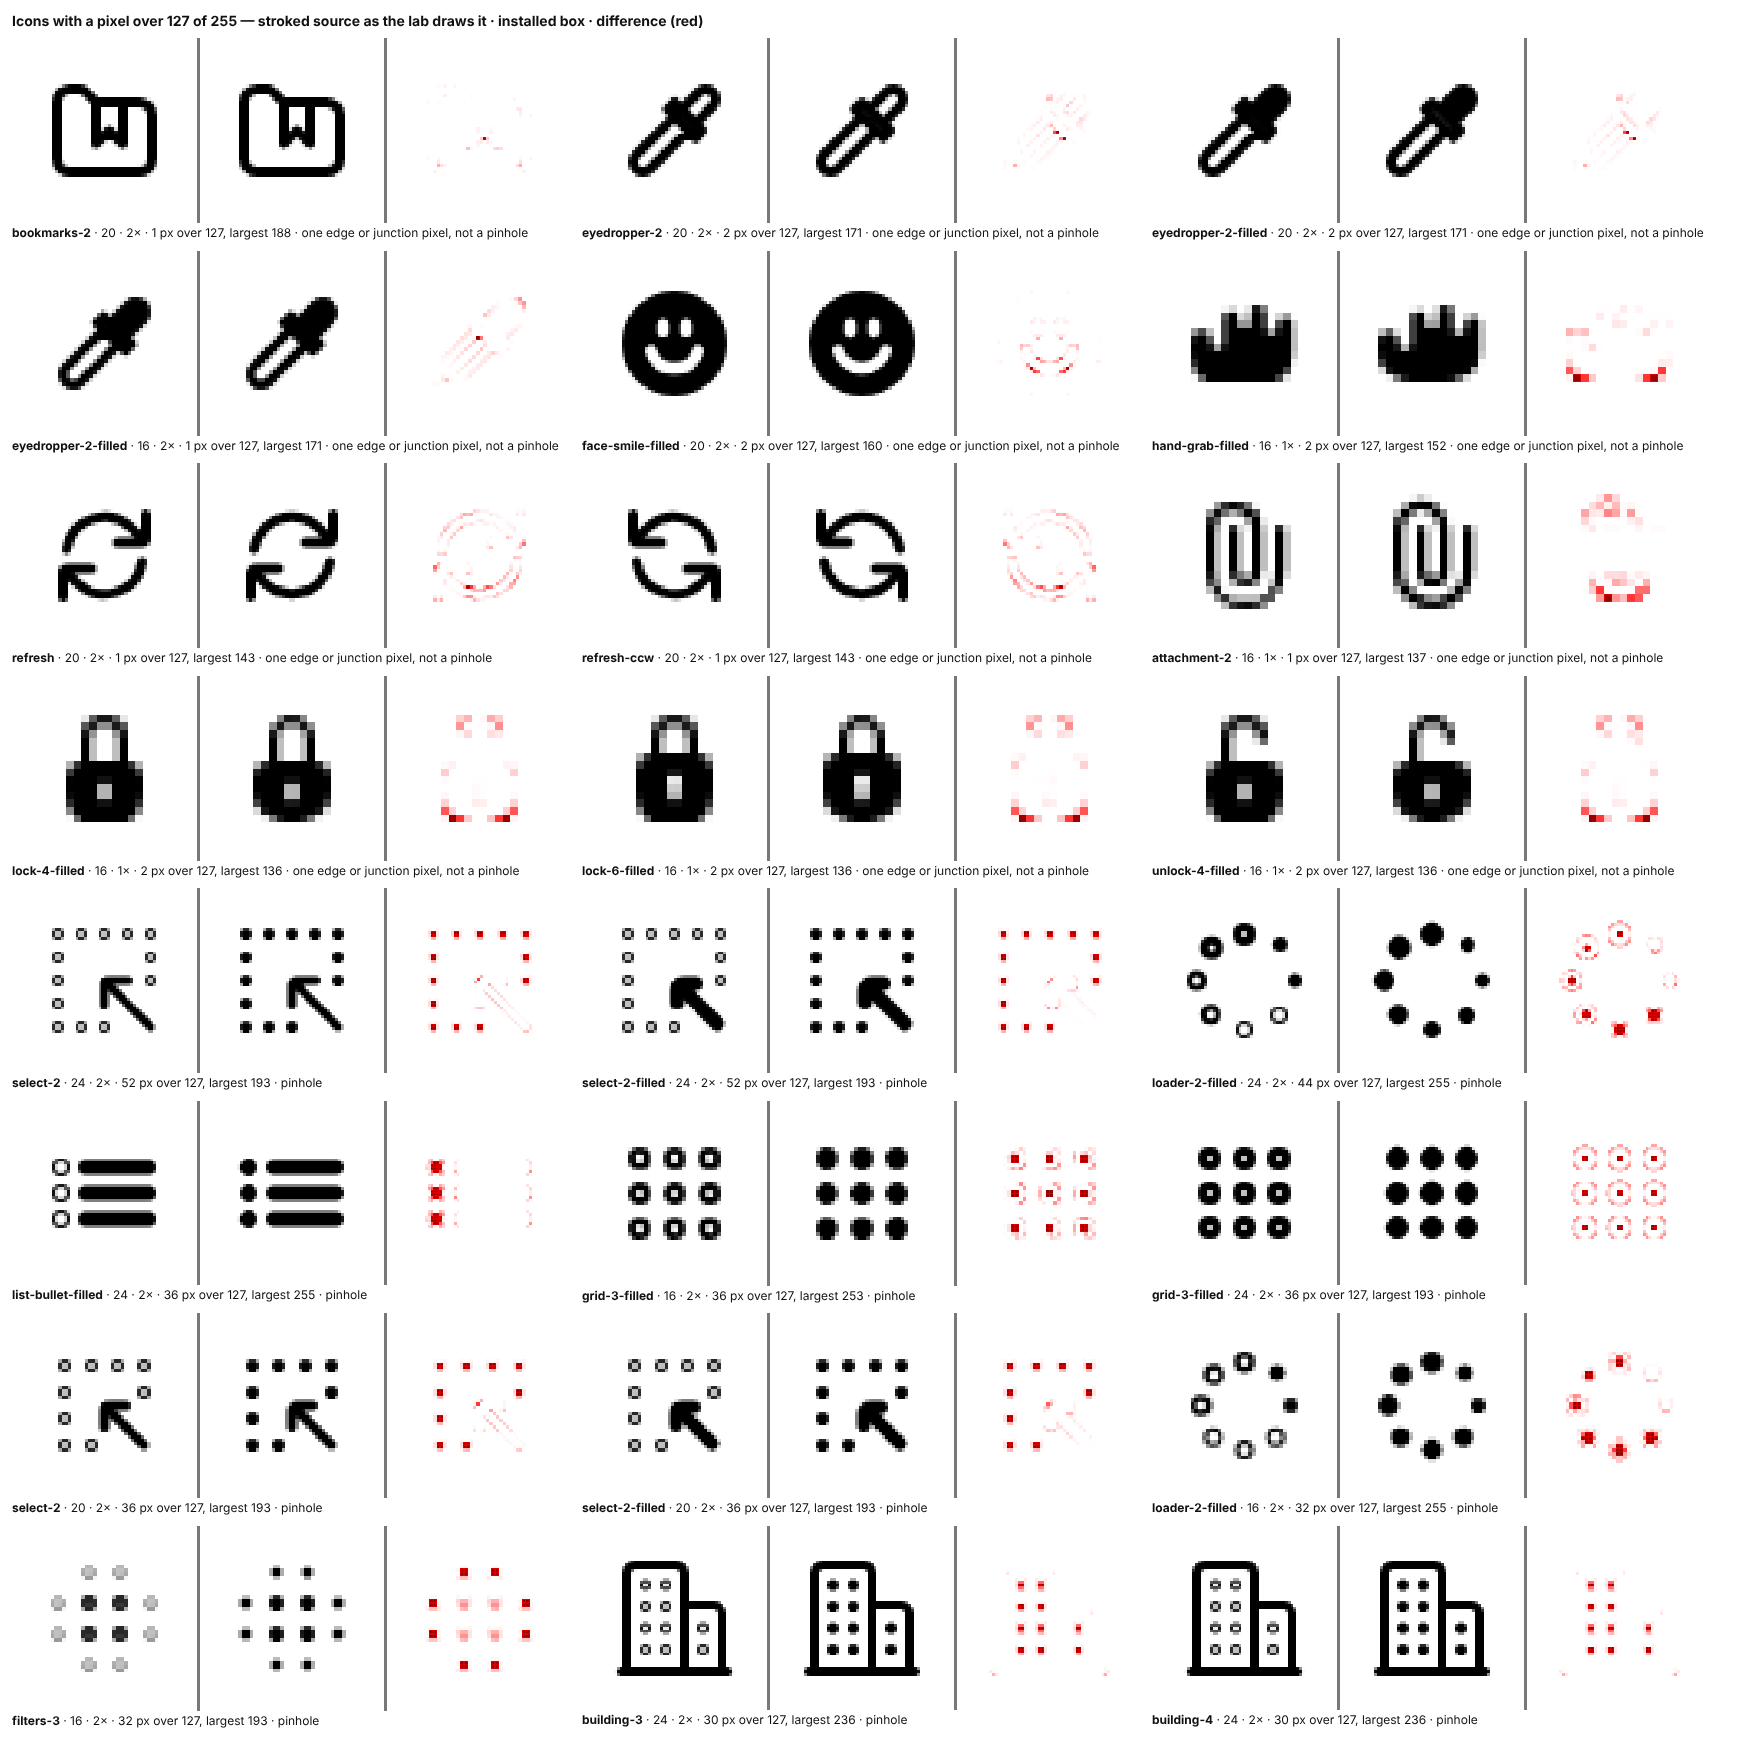 Icons with a pixel over 127 of 255 — stroked source as the lab draws it · installed box · difference (red)
bookmarks-2 · 20 · 2× · 1 px over 127, largest 188 · one edge or junction pixel, not a pinhole
eyedropper-2 · 20 · 2× · 2 px over 127, largest 171 · one edge or junction pixel, not a pinhole
eyedropper-2-filled · 20 · 2× · 2 px over 127, largest 171 · one edge or junction pixel, not a pinhole
eyedropper-2-filled · 16 · 2× · 1 px over 127, largest 171 · one edge or junction pixel, not a pinhole
face-smile-filled · 20 · 2× · 2 px over 127, largest 160 · one edge or junction pixel, not a pinhole
hand-grab-filled · 16 · 1× · 2 px over 127, largest 152 · one edge or junction pixel, not a pinhole
refresh · 20 · 2× · 1 px over 127, largest 143 · one edge or junction pixel, not a pinhole
refresh-ccw · 20 · 2× · 1 px over 127, largest 143 · one edge or junction pixel, not a pinhole
attachment-2 · 16 · 1× · 1 px over 127, largest 137 · one edge or junction pixel, not a pinhole
lock-4-filled · 16 · 1× · 2 px over 127, largest 136 · one edge or junction pixel, not a pinhole
lock-6-filled · 16 · 1× · 2 px over 127, largest 136 · one edge or junction pixel, not a pinhole
unlock-4-filled · 16 · 1× · 2 px over 127, largest 136 · one edge or junction pixel, not a pinhole
select-2 · 24 · 2× · 52 px over 127, largest 193 · pinhole
select-2-filled · 24 · 2× · 52 px over 127, largest 193 · pinhole
loader-2-filled · 24 · 2× · 44 px over 127, largest 255 · pinhole
list-bullet-filled · 24 · 2× · 36 px over 127, largest 255 · pinhole
grid-3-filled · 16 · 2× · 36 px over 127, largest 253 · pinhole
grid-3-filled · 24 · 2× · 36 px over 127, largest 193 · pinhole
select-2 · 20 · 2× · 36 px over 127, largest 193 · pinhole
select-2-filled · 20 · 2× · 36 px over 127, largest 193 · pinhole
loader-2-filled · 16 · 2× · 32 px over 127, largest 255 · pinhole
filters-3 · 16 · 2× · 32 px over 127, largest 193 · pinhole
building-3 · 24 · 2× · 30 px over 127, largest 236 · pinhole
building-4 · 24 · 2× · 30 px over 127, largest 236 · pinhole